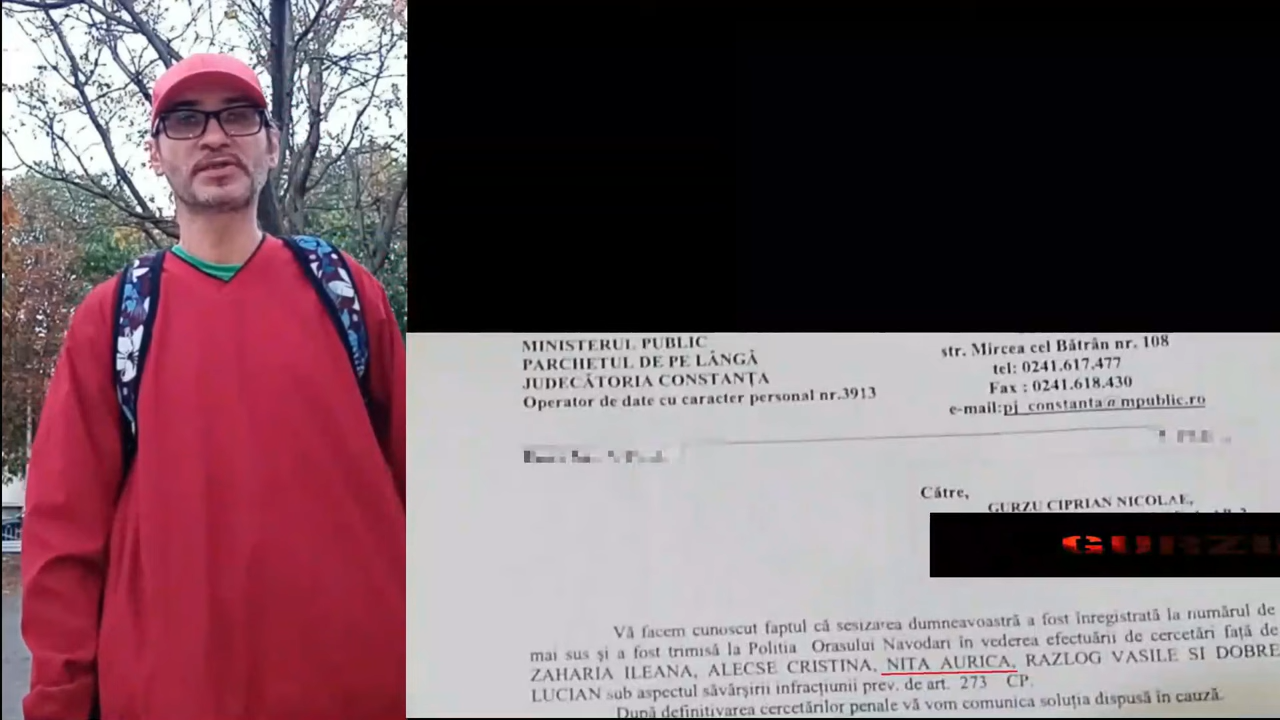 MINISTERUL PUBLIC
PARCHETUL DE PE LÂNGĂ
JUDECĂTORIA CONSTANȚA
Operator de date cu caracter personal nr.3913
str. Mircea cel Bătrân nr. 108
tel: 0241.617.477
Fax : 0241.618.430
e-mail:pj_constanta@mpublic.ro
Către,
GURZU CIPRIAN NICOLAE,
GURZU
Vă facem cunoscut faptul că sesizarea dumneavoastră a fost înregistrată la numărul de
mai sus și a fost trimisă la Politia Orasului Navodari în vederea efectuării de cercetări față de
ZAHARIA ILEANA, ALECSE CRISTINA, NITA AURICA, RAZLOG VASILE SI DOBRE
LUCIAN sub aspectul săvârșirii infracțiunii prev. de art. 273 CP.
După definitivarea cercetărilor penale vă vom comunica soluția dispusă în cauză.